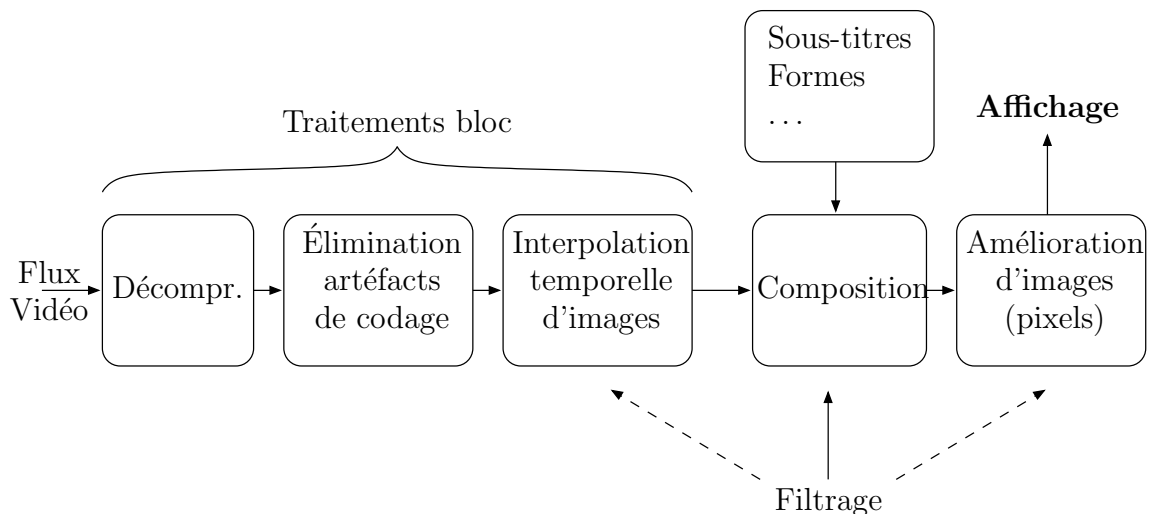 Sous-titres
Formes
. . .
Affichage
Traitements bloc
Flux
Vidéo
Décompr.
Élimination
artéfacts
de codage
Interpolation
temporelle
d'images
Composition
Amélioration
d'images
(pixels)
Filtrage